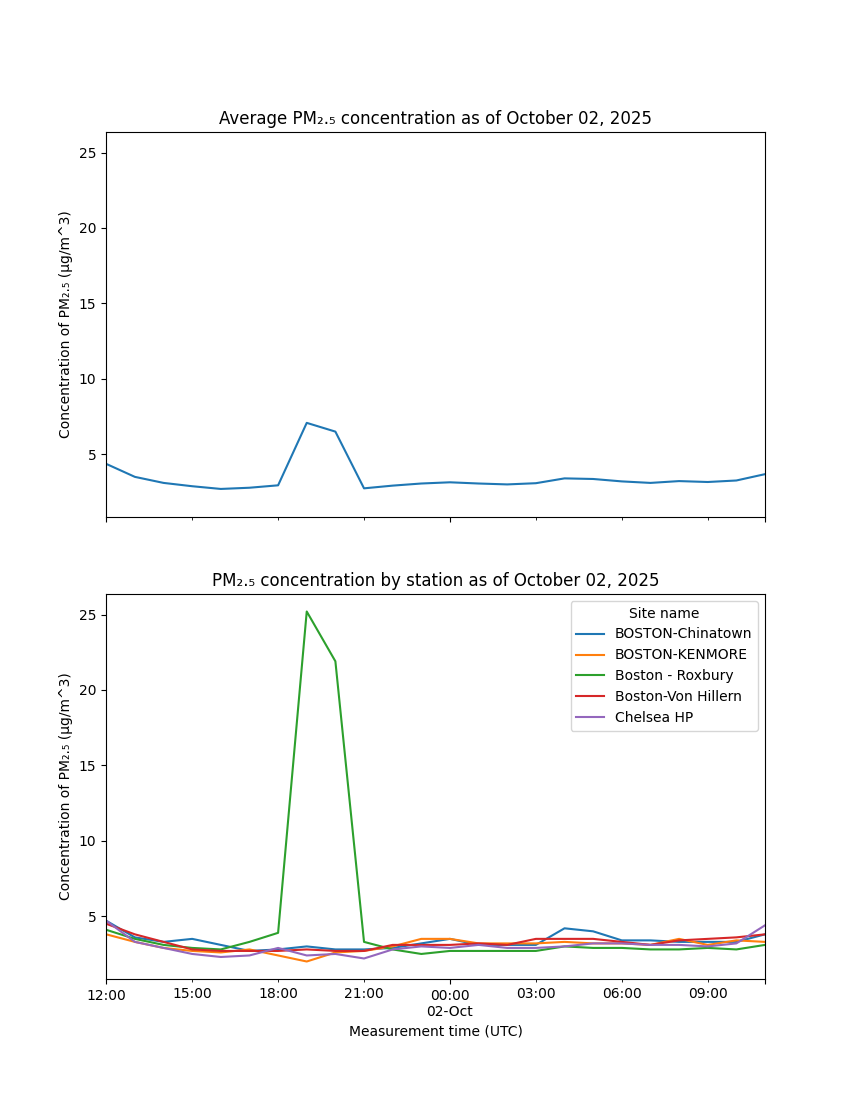 Average PM₂.₅ concentration as of October 02, 2025
25
20
15
10
5
Concentration of PM₂.₅ (µg/m^3)
PM₂.₅ concentration by station as of October 02, 2025
25
20
15
10
5
Concentration of PM₂.₅ (µg/m^3)
Site name
BOSTON-Chinatown
BOSTON-KENMORE
Boston - Roxbury
Boston-Von Hillern
Chelsea HP
12:00 15:00 18:00 21:00 00:00 03:00 06:00 09:00
02-Oct
Measurement time (UTC)